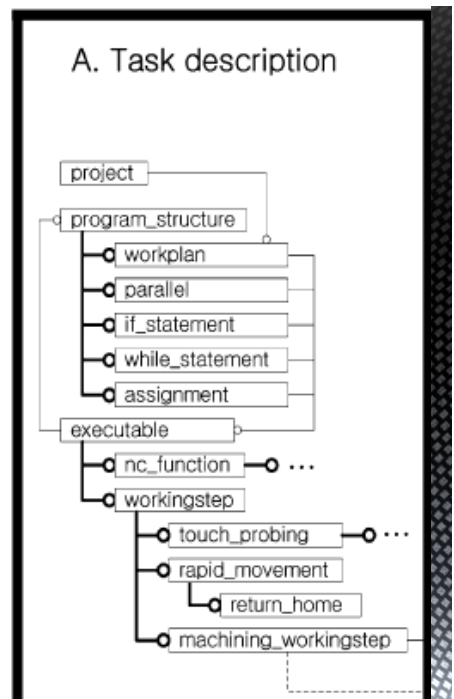 A. Task description
project
program_structure
workplan
parallel
if_statement
while_statement
assignment
executable
nc_function ...
workingstep
touch_probing ...
rapid_movement
return_home
machining_workingstep